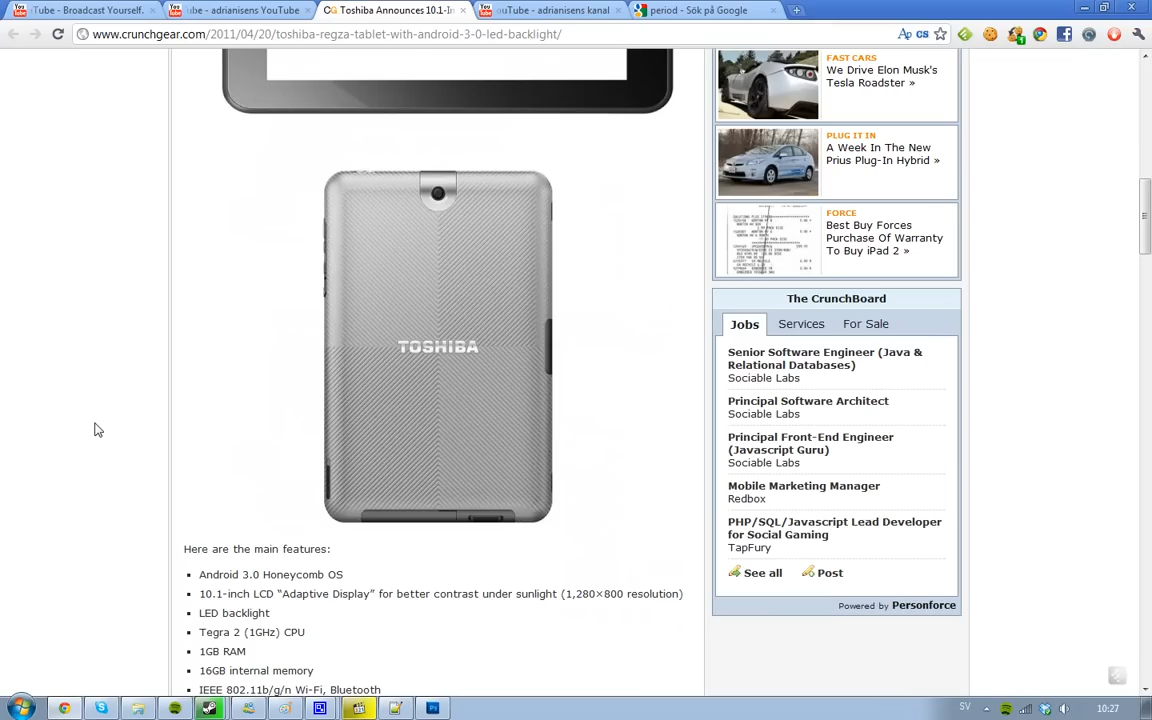 Tube - Broadcast Yourself.
ube - adrianisens YouTube
Toshiba Announces 10.1-In
ouTube - adrianisens kanal
period - Sök på Google
www.crunchgear.com/2011/04/20/toshiba-regza-tablet-with-android-3-0-led-backlight/
FAST CARS
We Drive Elon Musk's
Tesla Roadster »
PLUG IT IN
A Week In The New
Prius Plug-In Hybrid »
FORCE
Best Buy Forces
Purchase Of Warranty
To Buy iPad 2 »
TOSHIBA
The CrunchBoard
Jobs Services For Sale
Senior Software Engineer (Java &
Relational Databases)
Sociable Labs
Principal Software Architect
Sociable Labs
Principal Front-End Engineer
(Javascript Guru)
Sociable Labs
Mobile Marketing Manager
Redbox
PHP/SQL/Javascript Lead Developer
for Social Gaming
TapFury
See all Post
Powered by Personforce
Here are the main features:
Android 3.0 Honeycomb OS
10.1-inch LCD “Adaptive Display” for better contrast under sunlight (1,280×800 resolution)
LED backlight
Tegra 2 (1GHz) CPU
1GB RAM
16GB internal memory
IEEE 802.11b/g/n Wi-Fi, Bluetooth
SV 10:27